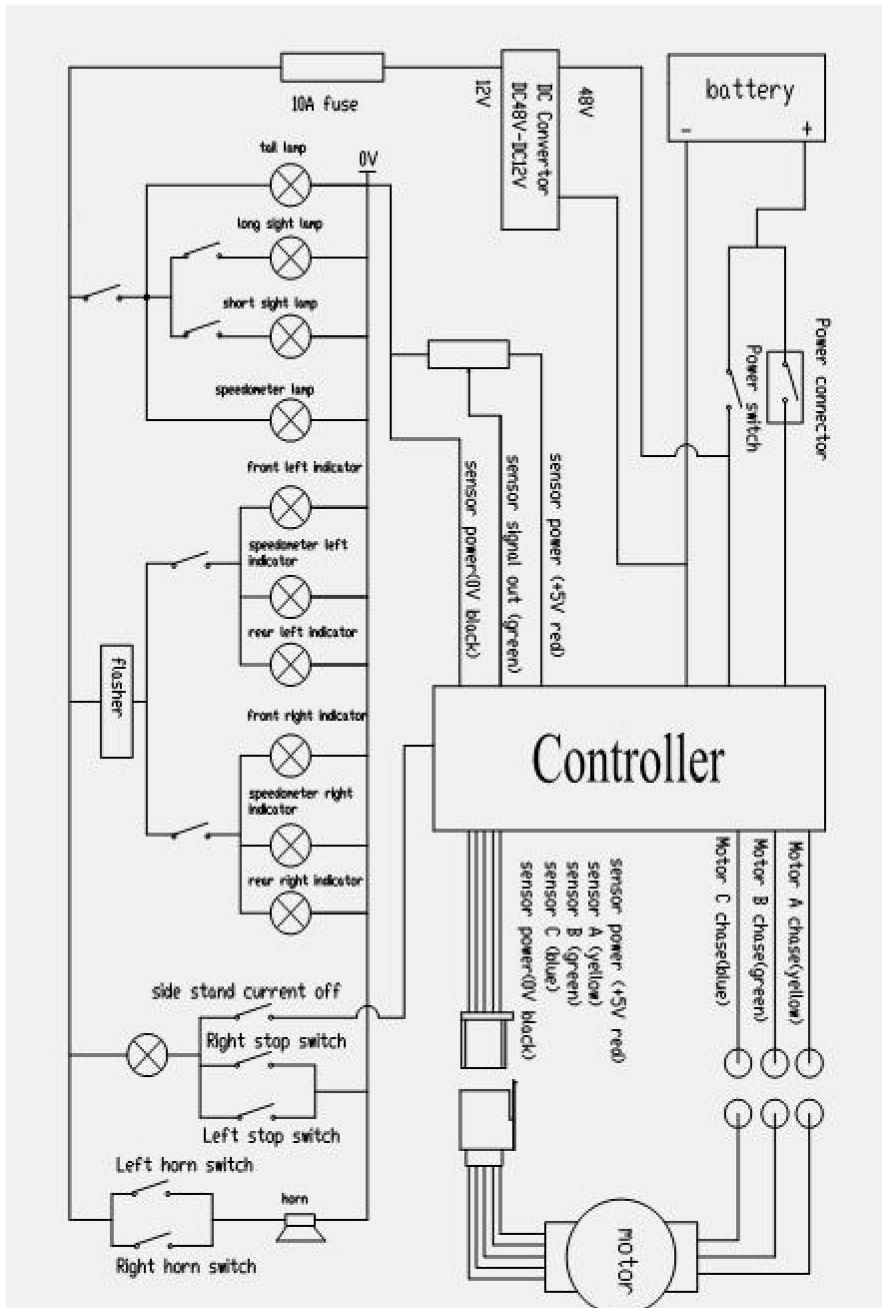 battery
-
+
10A fuse
12V
DC Convertor
DC48V-DC12V
48V
tail lamp
0V
long sight lamp
short sight lamp
speedometer lamp
Power switch
Power connector
front left indicator
speedometer left
indicator
rear left indicator
sensor power(0V black)
sensor signal out (green)
sensor power (+5V red)
flasher
front right indicator
speedometer right
indicator
rear right indicator
Controller
sensor power (+5V red)
sensor A (yellow)
sensor B (green)
sensor C (blue)
sensor power(0V black)
Motor A chase(yellow)
Motor B chase(green)
Motor C chase(blue)
side stand current off
Right stop switch
Left stop switch
Left horn switch
horn
Right horn switch
motor